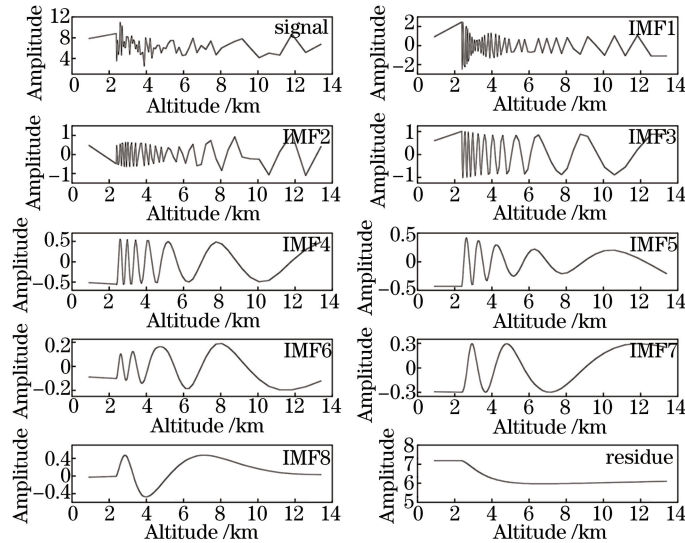 signal
12
8
4
Amplitude
0 2 4 6 8 10 12 14
Altitude /km
IMF1
2
0
−2
Amplitude
0 2 4 6 8 10 12 14
Altitude /km
IMF2
1
0
−1
Amplitude
0 2 4 6 8 10 12 14
Altitude /km
IMF3
1
0
−1
Amplitude
0 2 4 6 8 10 12 14
Altitude /km
IMF4
0.5
0
−0.5
Amplitude
0 2 4 6 8 10 12 14
Altitude /km
IMF5
0.5
0
−0.5
Amplitude
0 2 4 6 8 10 12 14
Altitude /km
IMF6
0.2
0
−0.2
Amplitude
0 2 4 6 8 10 12 14
Altitude /km
IMF7
0.3
0
−0.3
Amplitude
0 2 4 6 8 10 12 14
Altitude /km
IMF8
0.4
0
−0.4
Amplitude
0 2 4 6 8 10 12 14
Altitude /km
residue
8
7
6
5
Amplitude
0 2 4 6 8 10 12 14
Altitude /km